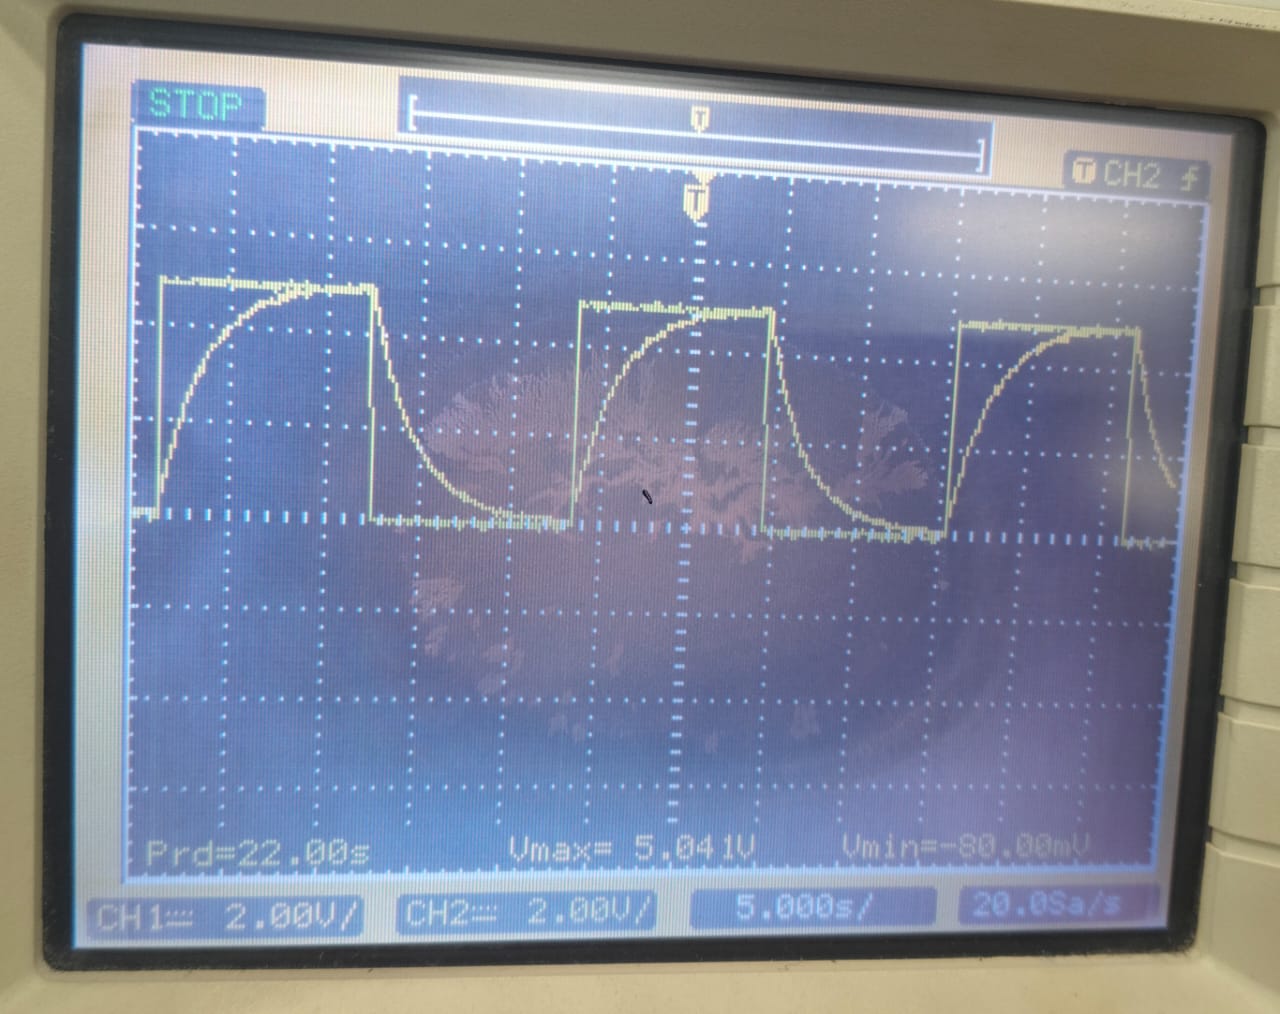 STOP
T
T CH2
T
Prd=22.00s Vmax= 5.041V Vmin=-80.00mV
CH1 2.00V/ CH2 2.00V/ 5.000s/ 20.0Sa/s